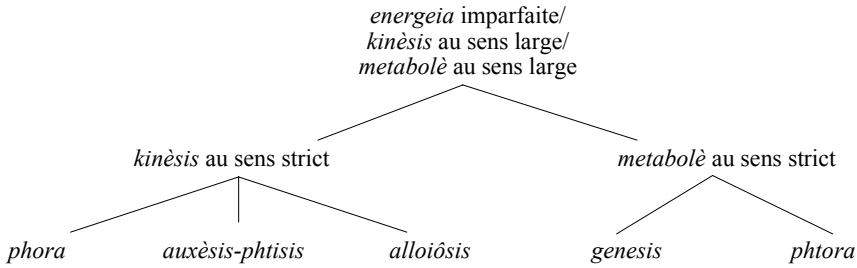 energeia imparfaite/
kinèsis au sens large/
metabolè au sens large
kinèsis au sens strict metabolè au sens strict
phora auxèsis-phtisis alloiôsis genesis phtora